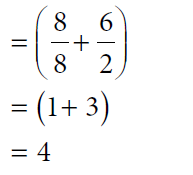 = (8/8 + 6/2)
= (1+ 3)
= 4